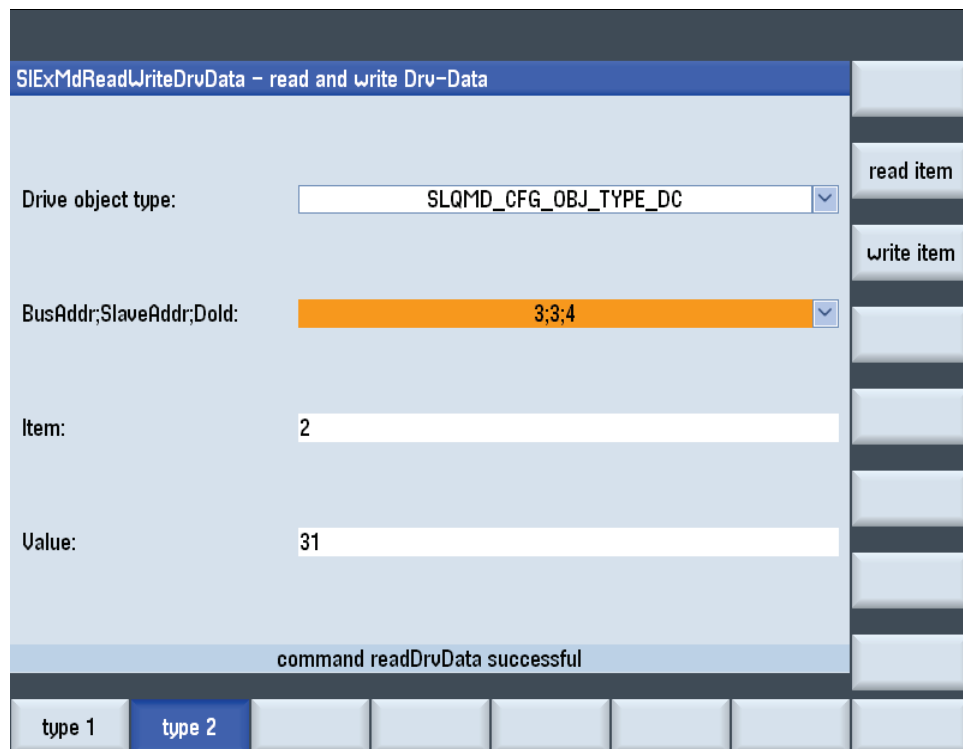 SlExMdReadWriteDrvData - read and write Drv-Data
read item
Drive object type:
SLQMD_CFG_OBJ_TYPE_DC
write item
BusAddr;SlaveAddr;DoId:
3;3;4
Item:
2
Value:
31
command readDrvData successful
type 1
type 2